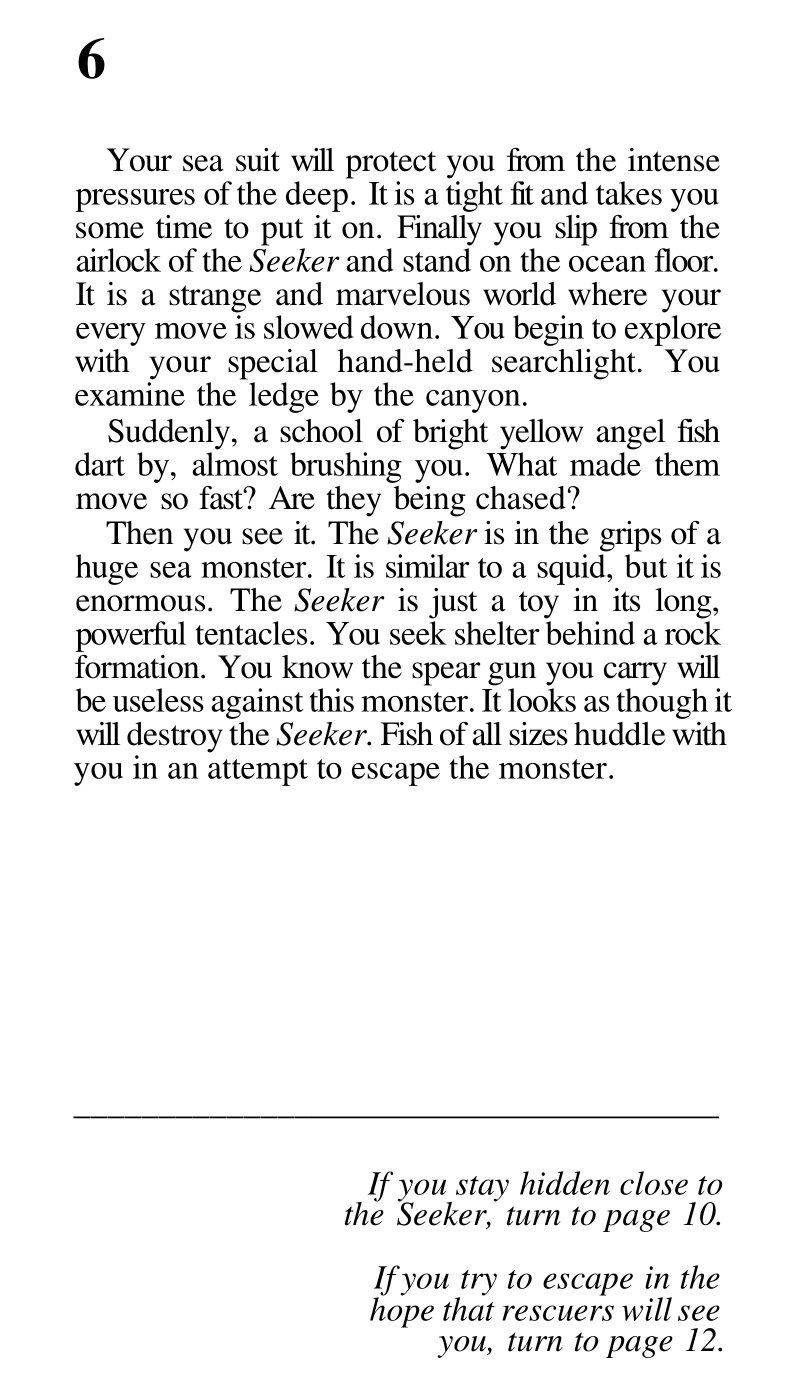 6
Your sea suit will protect you from the intense
pressures of the deep. It is a tight fit and takes you
some time to put it on. Finally you slip from the
airlock of the Seeker and stand on the ocean floor.
It is a strange and marvelous world where your
every move is slowed down. You begin to explore
with your special hand-held searchlight. You
examine the ledge by the canyon.
Suddenly, a school of bright yellow angel fish
dart by, almost brushing you. What made them
move so fast? Are they being chased?
Then you see it. The Seeker is in the grips of a
huge sea monster. It is similar to a squid, but it is
enormous. The Seeker is just a toy in its long,
powerful tentacles. You seek shelter behind a rock
formation. You know the spear gun you carry will
be useless against this monster. It looks as though it
will destroy the Seeker. Fish of all sizes huddle with
you in an attempt to escape the monster.
If you stay hidden close to
the Seeker, turn to page 10.
If you try to escape in the
hope that rescuers will see
you, turn to page 12.